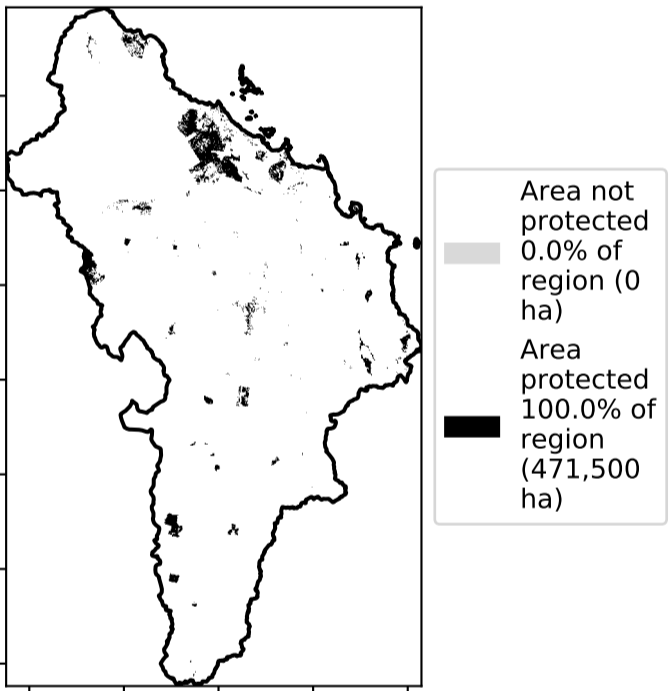 Area not
protected
0.0% of
region (0
ha)
Area
protected
100.0% of
region
(471,500
ha)